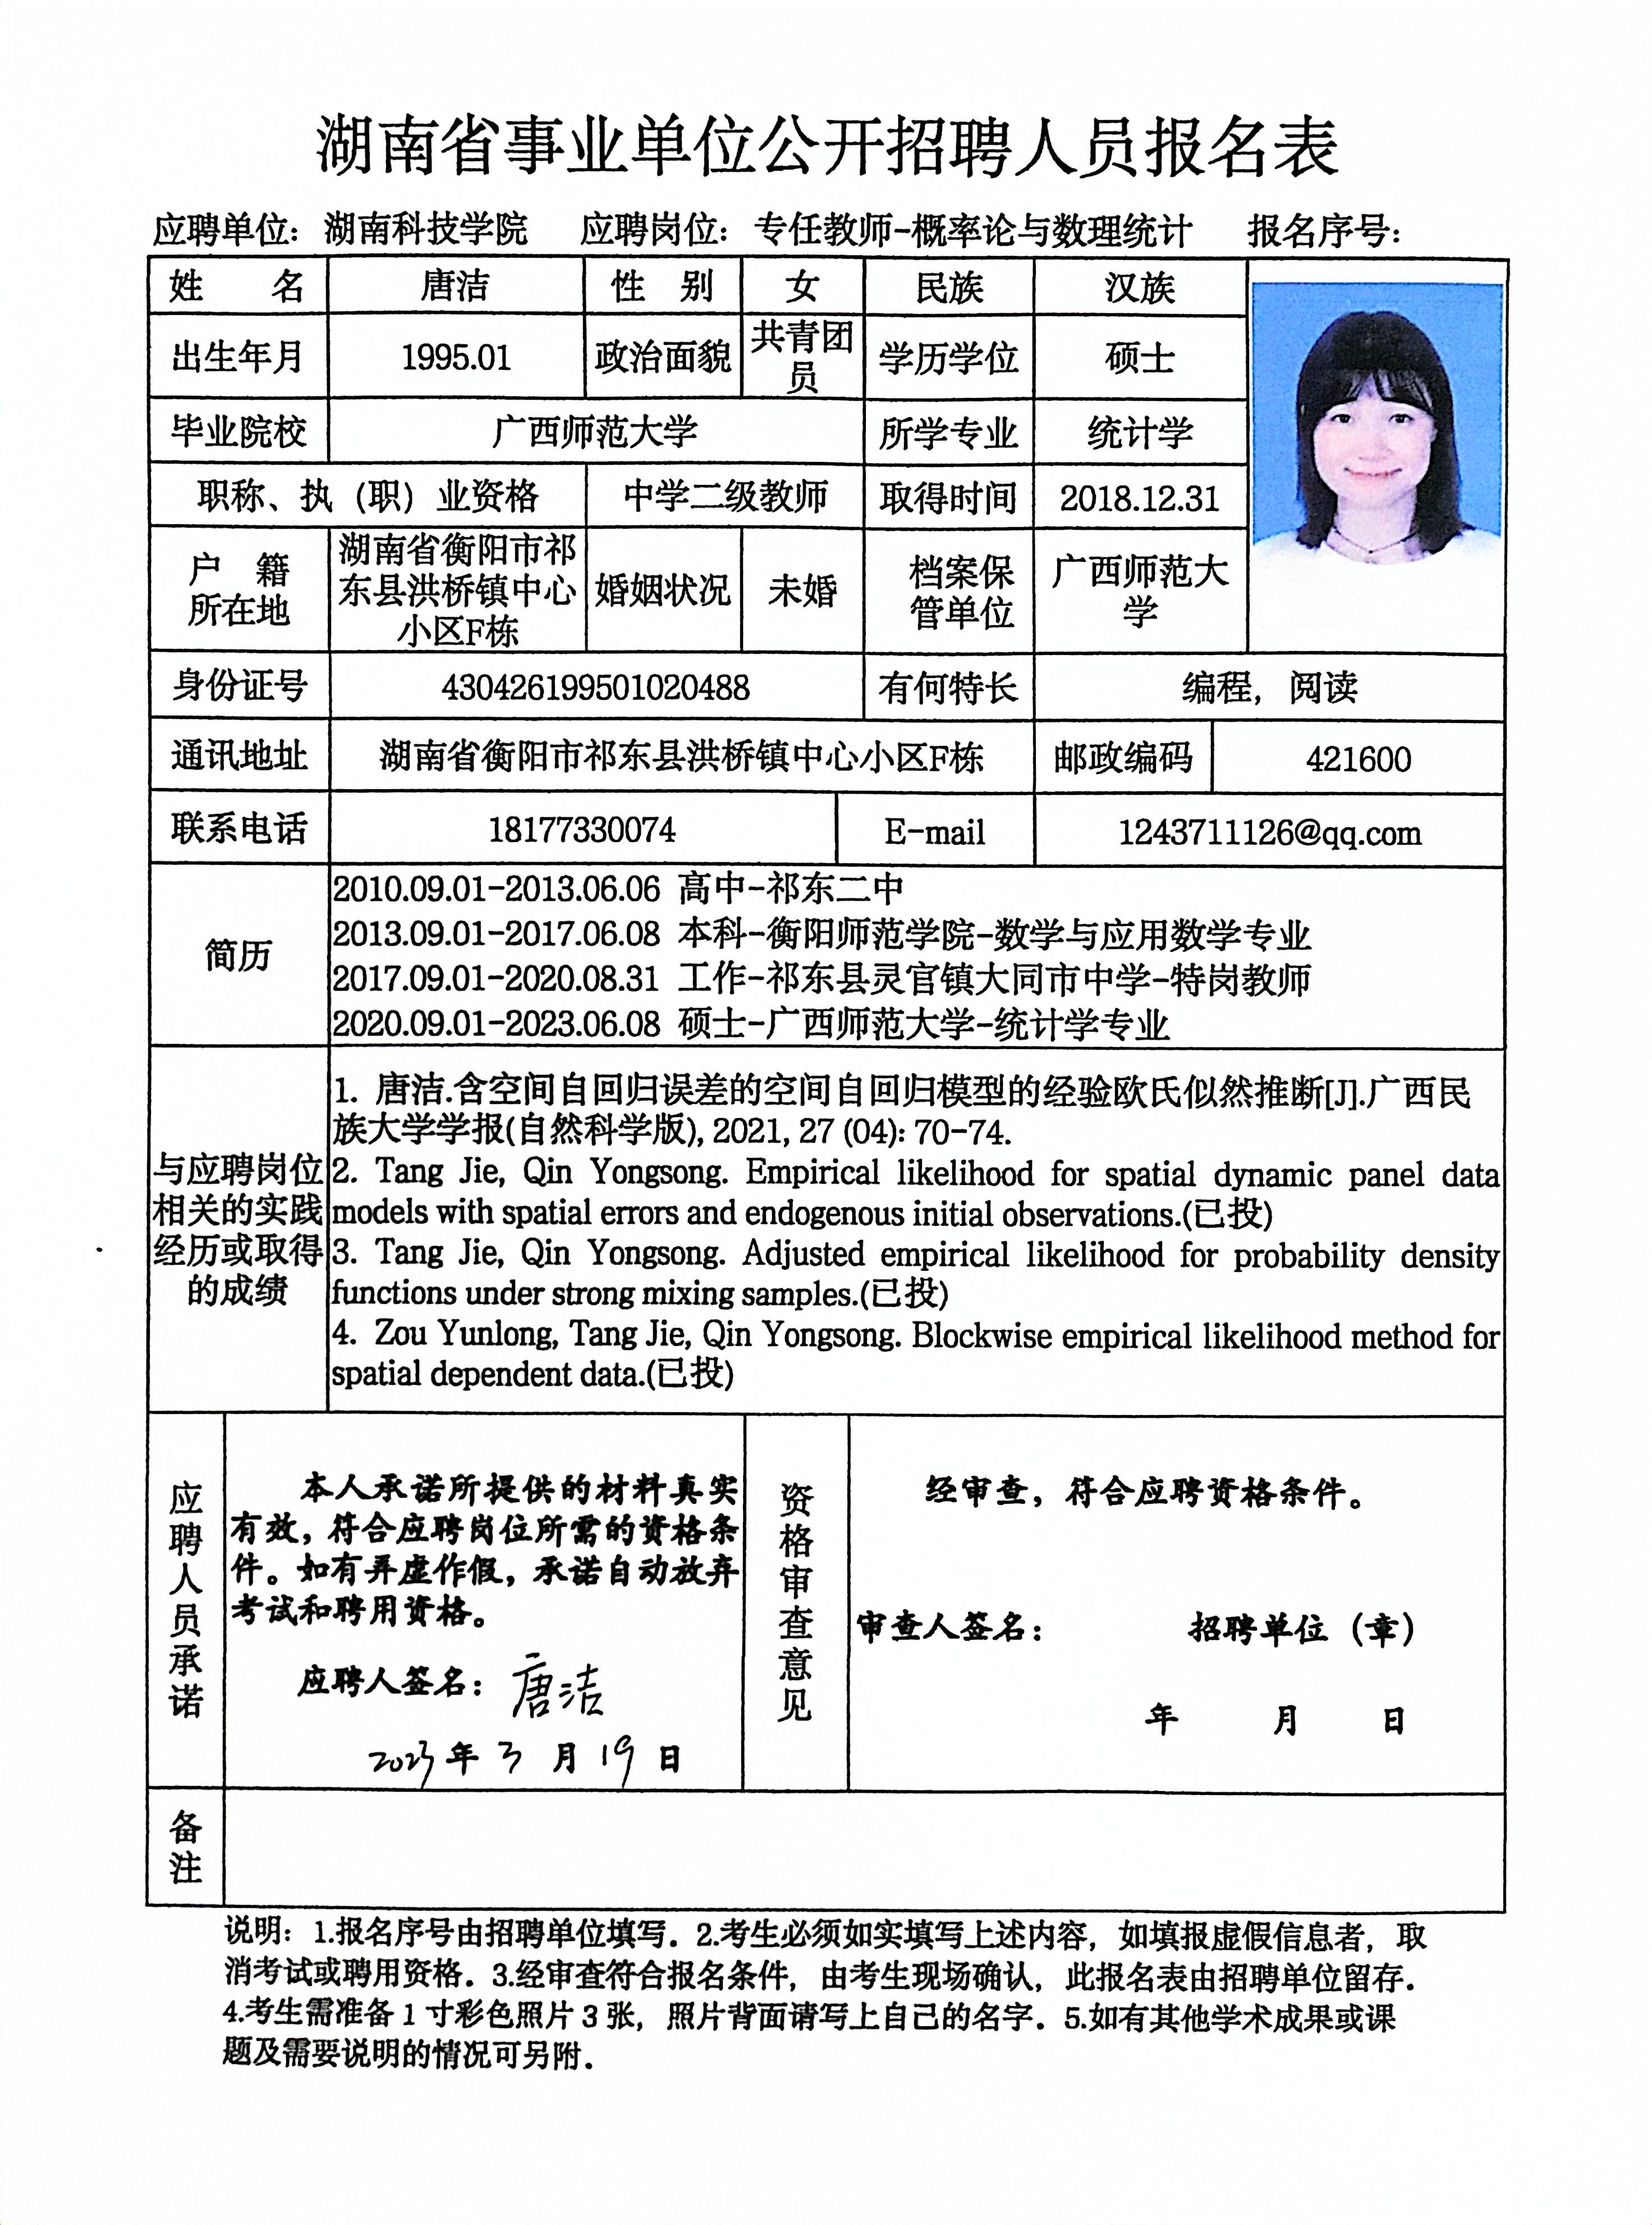 湖南省事业单位公开招聘人员报名表
应聘单位：湖南科技学院 应聘岗位：专任教师-概率论与数理统计 报名序号：
姓 名 唐洁 性 别 女 民族 汉族
出生年月 1995.01 政治面貌 共青团员 学历学位 硕士
毕业院校 广西师范大学 所学专业 统计学
职称、执（职）业资格 中学二级教师 取得时间 2018.12.31
户 籍
所在地
湖南省衡阳市祁
东县洪桥镇中心
小区F栋
婚姻状况 未婚
档案保
管单位
广西师范大
学
身份证号 430426199501020488 有何特长 编程，阅读
通讯地址 湖南省衡阳市祁东县洪桥镇中心小区F栋 邮政编码 421600
联系电话 18177330074 E-mail 1243711126@qq.com
简历
2010.09.01-2013.06.06 高中-祁东二中
2013.09.01-2017.06.08 本科-衡阳师范学院-数学与应用数学专业
2017.09.01-2020.08.31 工作-祁东县灵官镇大同市中学-特岗教师
2020.09.01-2023.06.08 硕士-广西师范大学-统计学专业
与应聘岗位
相关的实践
经历或取得
的成绩
1. 唐洁.含空间自回归误差的空间自回归模型的经验欧氏似然推断[J].广西民
族大学学报(自然科学版), 2021, 27 (04): 70-74.
2. Tang Jie, Qin Yongsong. Empirical likelihood for spatial dynamic panel data
models with spatial errors and endogenous initial observations.(已投)
3. Tang Jie, Qin Yongsong. Adjusted empirical likelihood for probability density
functions under strong mixing samples.(已投)
4. Zou Yunlong, Tang Jie, Qin Yongsong. Blockwise empirical likelihood method for
spatial dependent data.(已投)
应聘人员承诺
本人承诺所提供的材料真实
有效，符合应聘岗位所需的资格条
件。如有弄虚作假，承诺自动放弃
考试和聘用资格。
应聘人签名：唐洁
2023年3月19日
资格审查意见
经审查，符合应聘资格条件。
审查人签名： 招聘单位（章）
年 月 日
备注
说明：1.报名序号由招聘单位填写。2.考生必须如实填写上述内容，如填报虚假信息者，取
消考试或聘用资格。3.经审查符合报名条件，由考生现场确认，此报名表由招聘单位留存。
4.考生需准备 1 寸彩色照片 3 张，照片背面请写上自己的名字。5.如有其他学术成果或课
题及需要说明的情况可另附。